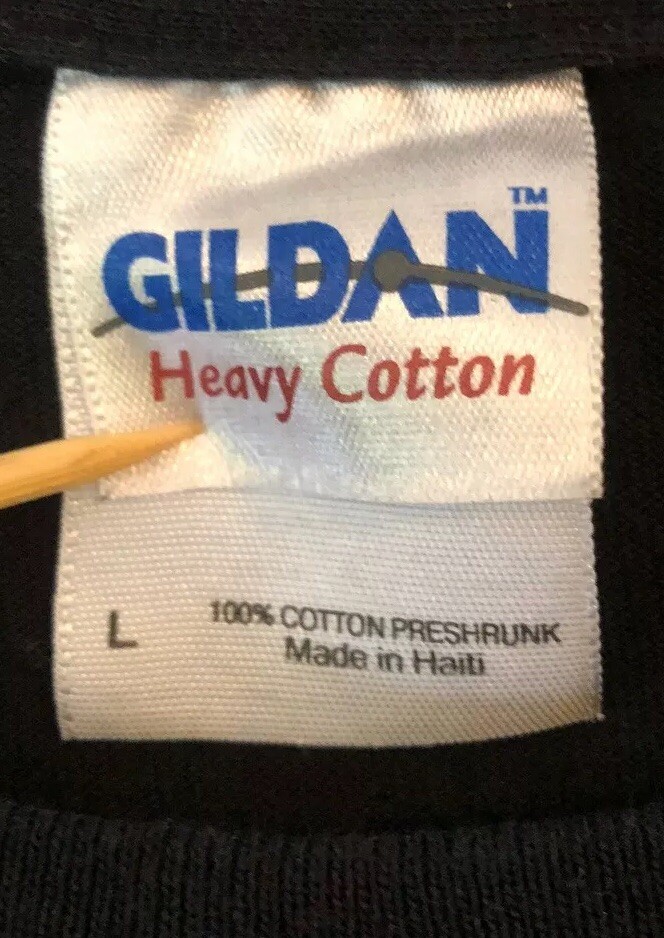 GILDAN™
Heavy Cotton
L
100% COTTON PRESHRUNK
Made in Haiti